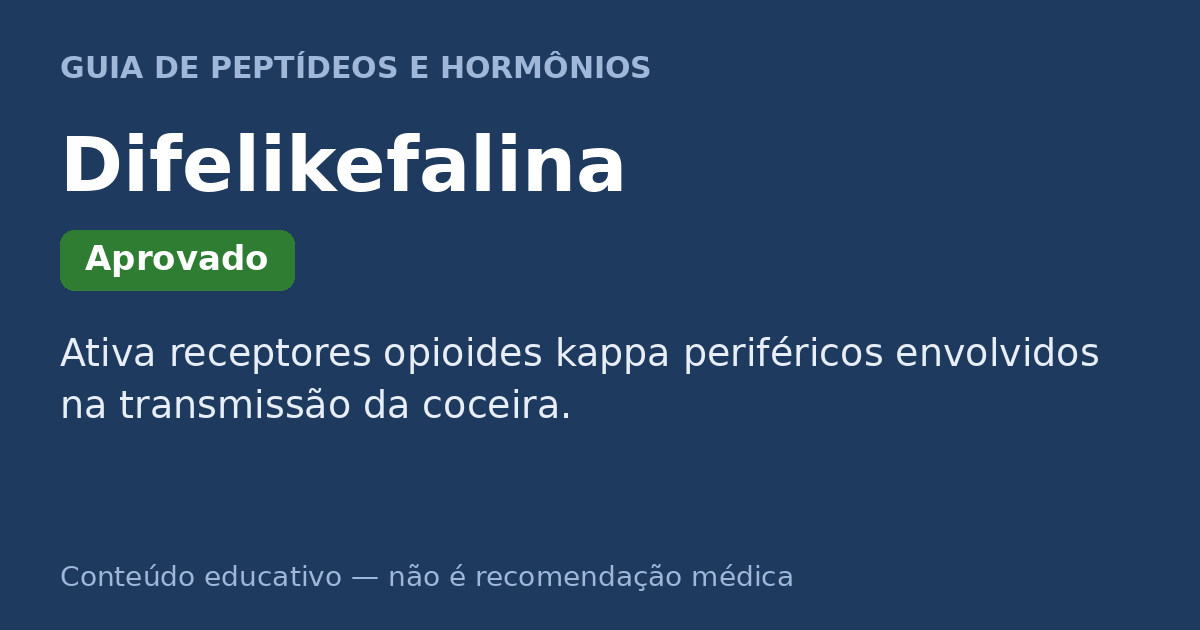 GUIA DE PEPTÍDEOS E HORMÔNIOS
Difelikefalina
Aprovado
Ativa receptores opioides kappa periféricos envolvidos
na transmissão da coceira.
Conteúdo educativo — não é recomendação médica